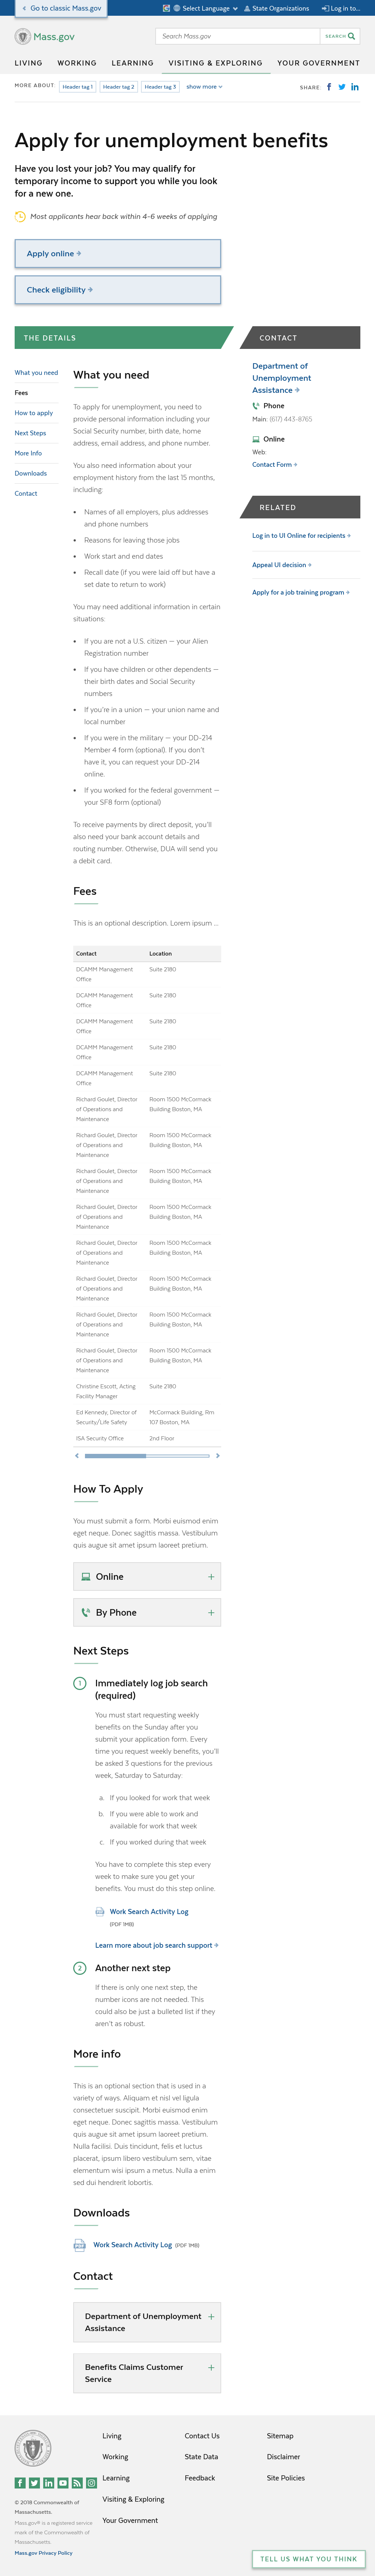 Go to classic Mass.gov
Select Language
State Organizations
Log in to...
Mass.gov
Search Mass.gov
SEARCH
LIVING
WORKING
LEARNING
VISITING & EXPLORING
YOUR GOVERNMENT
MORE ABOUT:
Header tag 1
Header tag 2
Header tag 3
show more
SHARE:
Apply for unemployment benefits
Have you lost your job? You may qualify for
temporary income to support you while you look
for a new one.
Most applicants hear back within 4-6 weeks of applying
Apply online
Check eligibility
THE DETAILS
What you need
Fees
How to apply
Next Steps
More Info
Downloads
Contact
What you need
To apply for unemployment, you need to
provide personal information including your
Social Security number, birth date, home
address, email address, and phone number.
You also need information about your
employment history from the last 15 months,
including:
• Names of all employers, plus addresses
and phone numbers
• Reasons for leaving those jobs
• Work start and end dates
• Recall date (if you were laid off but have a
set date to return to work)
You may need additional information in certain
situations:
• If you are not a U.S. citizen — your Alien
Registration number
• If you have children or other dependents —
their birth dates and Social Security
numbers
• If you're in a union — your union name and
local number
• If you were in the military — your DD-214
Member 4 form (optional). If you don't
have it, you can request your DD-214
online.
• If you worked for the federal government —
your SF8 form (optional)
To receive payments by direct deposit, you'll
also need your bank account details and
routing number. Otherwise, DUA will send you
a debit card.
Fees
This is an optional description. Lorem ipsum ...
Contact Location
DCAMM Management Suite 2180
Office
DCAMM Management Suite 2180
Office
DCAMM Management Suite 2180
Office
DCAMM Management Suite 2180
Office
DCAMM Management Suite 2180
Office
Richard Goulet, Director Room 1500 McCormack
of Operations and Building Boston, MA
Maintenance
Richard Goulet, Director Room 1500 McCormack
of Operations and Building Boston, MA
Maintenance
Richard Goulet, Director Room 1500 McCormack
of Operations and Building Boston, MA
Maintenance
Richard Goulet, Director Room 1500 McCormack
of Operations and Building Boston, MA
Maintenance
Richard Goulet, Director Room 1500 McCormack
of Operations and Building Boston, MA
Maintenance
Richard Goulet, Director Room 1500 McCormack
of Operations and Building Boston, MA
Maintenance
Richard Goulet, Director Room 1500 McCormack
of Operations and Building Boston, MA
Maintenance
Richard Goulet, Director Room 1500 McCormack
of Operations and Building Boston, MA
Maintenance
Christine Escott, Acting Suite 2180
Facility Manager
Ed Kennedy, Director of McCormack Building, Rm
Security/Life Safety 107 Boston, MA
ISA Security Office 2nd Floor
How To Apply
You must submit a form. Morbi euismod enim
eget neque. Donec sagittis massa. Vestibulum
quis augue sit amet ipsum laoreet pretium.
Online
By Phone
Next Steps
1 Immediately log job search
(required)
You must start requesting weekly
benefits on the Sunday after you
submit your application form. Every
time you request weekly benefits, you'll
be asked 3 questions for the previous
week, Saturday to Saturday:
a. If you looked for work that week
b. If you were able to work and
available for work that week
c. If you worked during that week
You have to complete this step every
week to make sure you get your
benefits. You must do this step online.
Work Search Activity Log
(PDF 1MB)
Learn more about job search support
2 Another next step
If there is only one next step, the
number icons are not needed. This
could also be just a bulleted list if they
aren't as robust.
More info
This is an optional section that is used in a
variety of ways. Aliquam et nisl vel ligula
consectetuer suscipit. Morbi euismod enim
eget neque. Donec sagittis massa. Vestibulum
quis augue sit amet ipsum laoreet pretium.
Nulla facilisi. Duis tincidunt, felis et luctus
placerat, ipsum libero vestibulum sem, vitae
elementum wisi ipsum a metus. Nulla a enim
sed dui hendrerit lobortis.
Downloads
Work Search Activity Log (PDF 1MB)
Contact
Department of Unemployment
Assistance
Benefits Claims Customer
Service
CONTACT
Department of
Unemployment
Assistance
Phone
Main: (617) 443-8765
Online
Web:
Contact Form
RELATED
Log in to UI Online for recipients
Appeal UI decision
Apply for a job training program
Living
Working
Learning
Visiting & Exploring
Your Government
Contact Us
State Data
Feedback
Sitemap
Disclaimer
Site Policies
© 2018 Commonwealth of
Massachusetts.
Mass.gov® is a registered service
mark of the Commonwealth of
Massachusetts.
Mass.gov Privacy Policy
TELL US WHAT YOU THINK